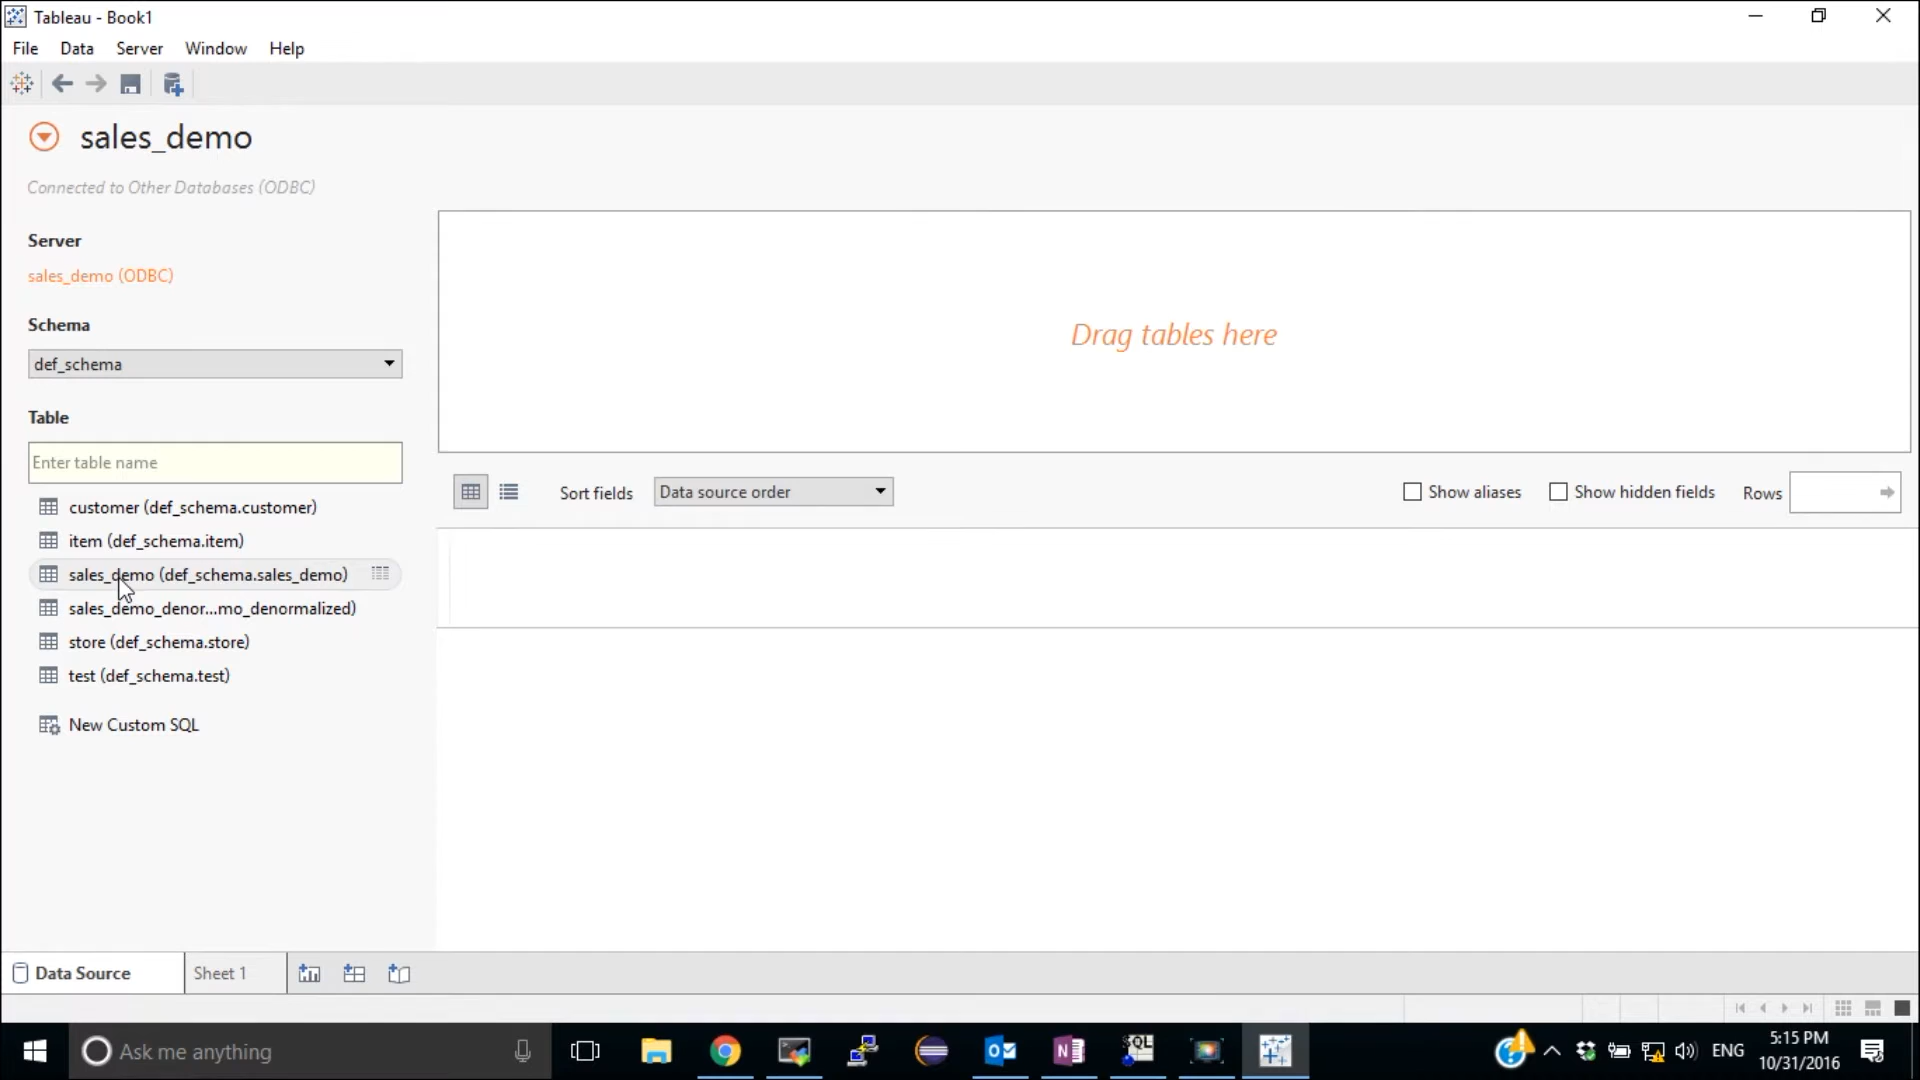 Tableau - Book1
File Data Server Window Help
sales_demo
Connected to Other Databases (ODBC)
Server
sales_demo (ODBC)
Schema
def_schema
Table
Enter table name
customer (def_schema.customer)
item (def_schema.item)
sales_demo (def_schema.sales_demo)
sales_demo_denor...mo_denormalized)
store (def_schema.store)
test (def_schema.test)
New Custom SQL
Drag tables here
Sort fields Data source order Show aliases Show hidden fields Rows
Data Source Sheet 1
Ask me anything
SQL
ENG
5:15 PM
10/31/2016